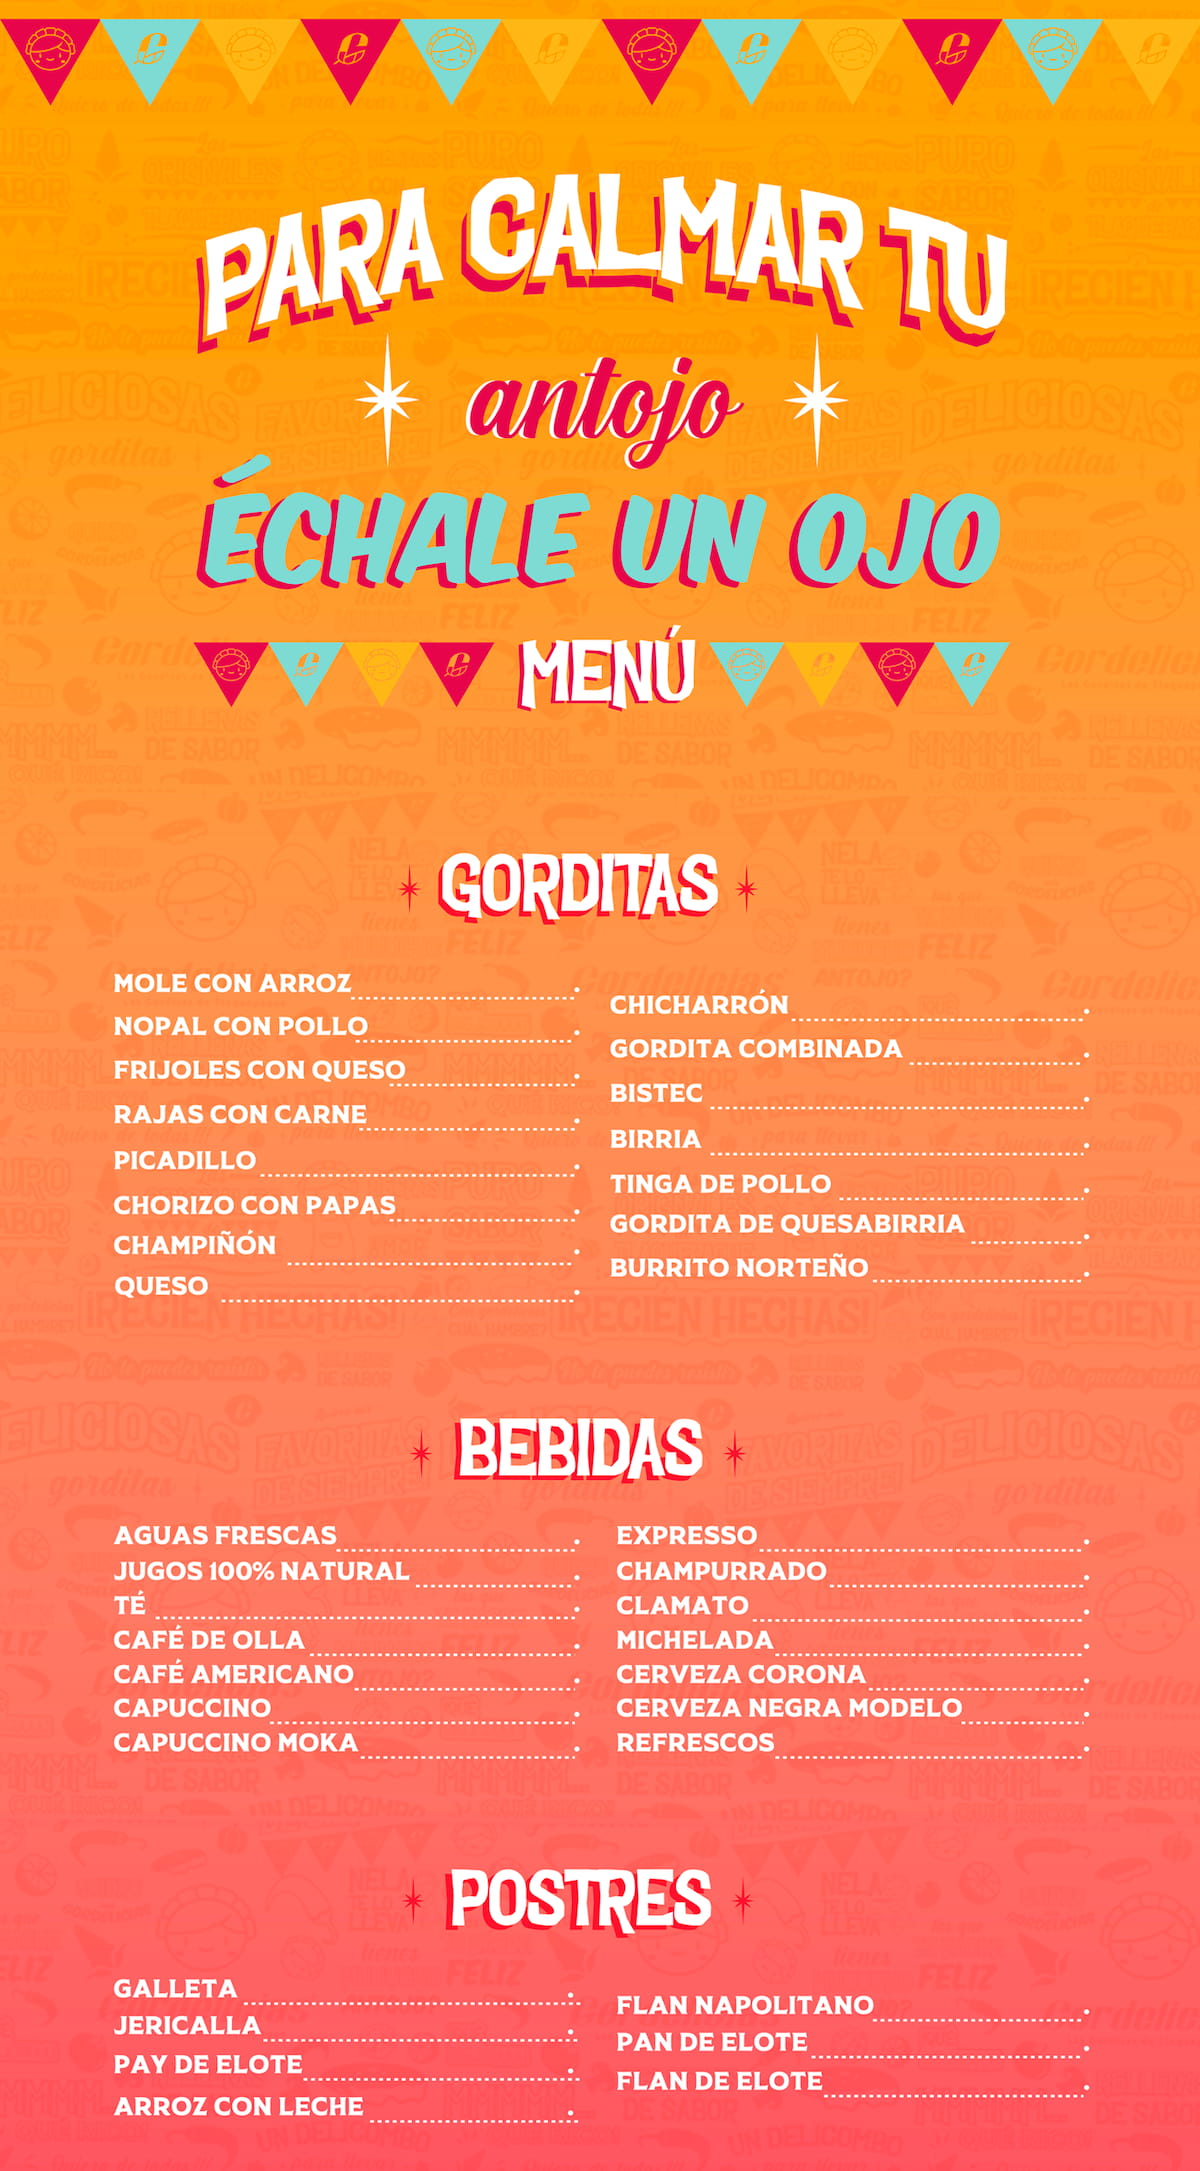 PARA CALMAR TU
antojo
ÉCHALE UN OJO
MENÚ
GORDITAS
MOLE CON ARROZ
NOPAL CON POLLO
FRIJOLES CON QUESO
RAJAS CON CARNE
PICADILLO
CHORIZO CON PAPAS
CHAMPIÑÓN
QUESO
CHICHARRÓN
GORDITA COMBINADA
BISTEC
BIRRIA
TINGA DE POLLO
GORDITA DE QUESABIRRIA
BURRITO NORTEÑO
BEBIDAS
AGUAS FRESCAS
JUGOS 100% NATURAL
TÉ
CAFÉ DE OLLA
CAFÉ AMERICANO
CAPUCCINO
CAPUCCINO MOKA
EXPRESSO
CHAMPURRADO
CLAMATO
MICHELADA
CERVEZA CORONA
CERVEZA NEGRA MODELO
REFRESCOS
POSTRES
GALLETA
JERICALLA
PAY DE ELOTE
ARROZ CON LECHE
FLAN NAPOLITANO
PAN DE ELOTE
FLAN DE ELOTE